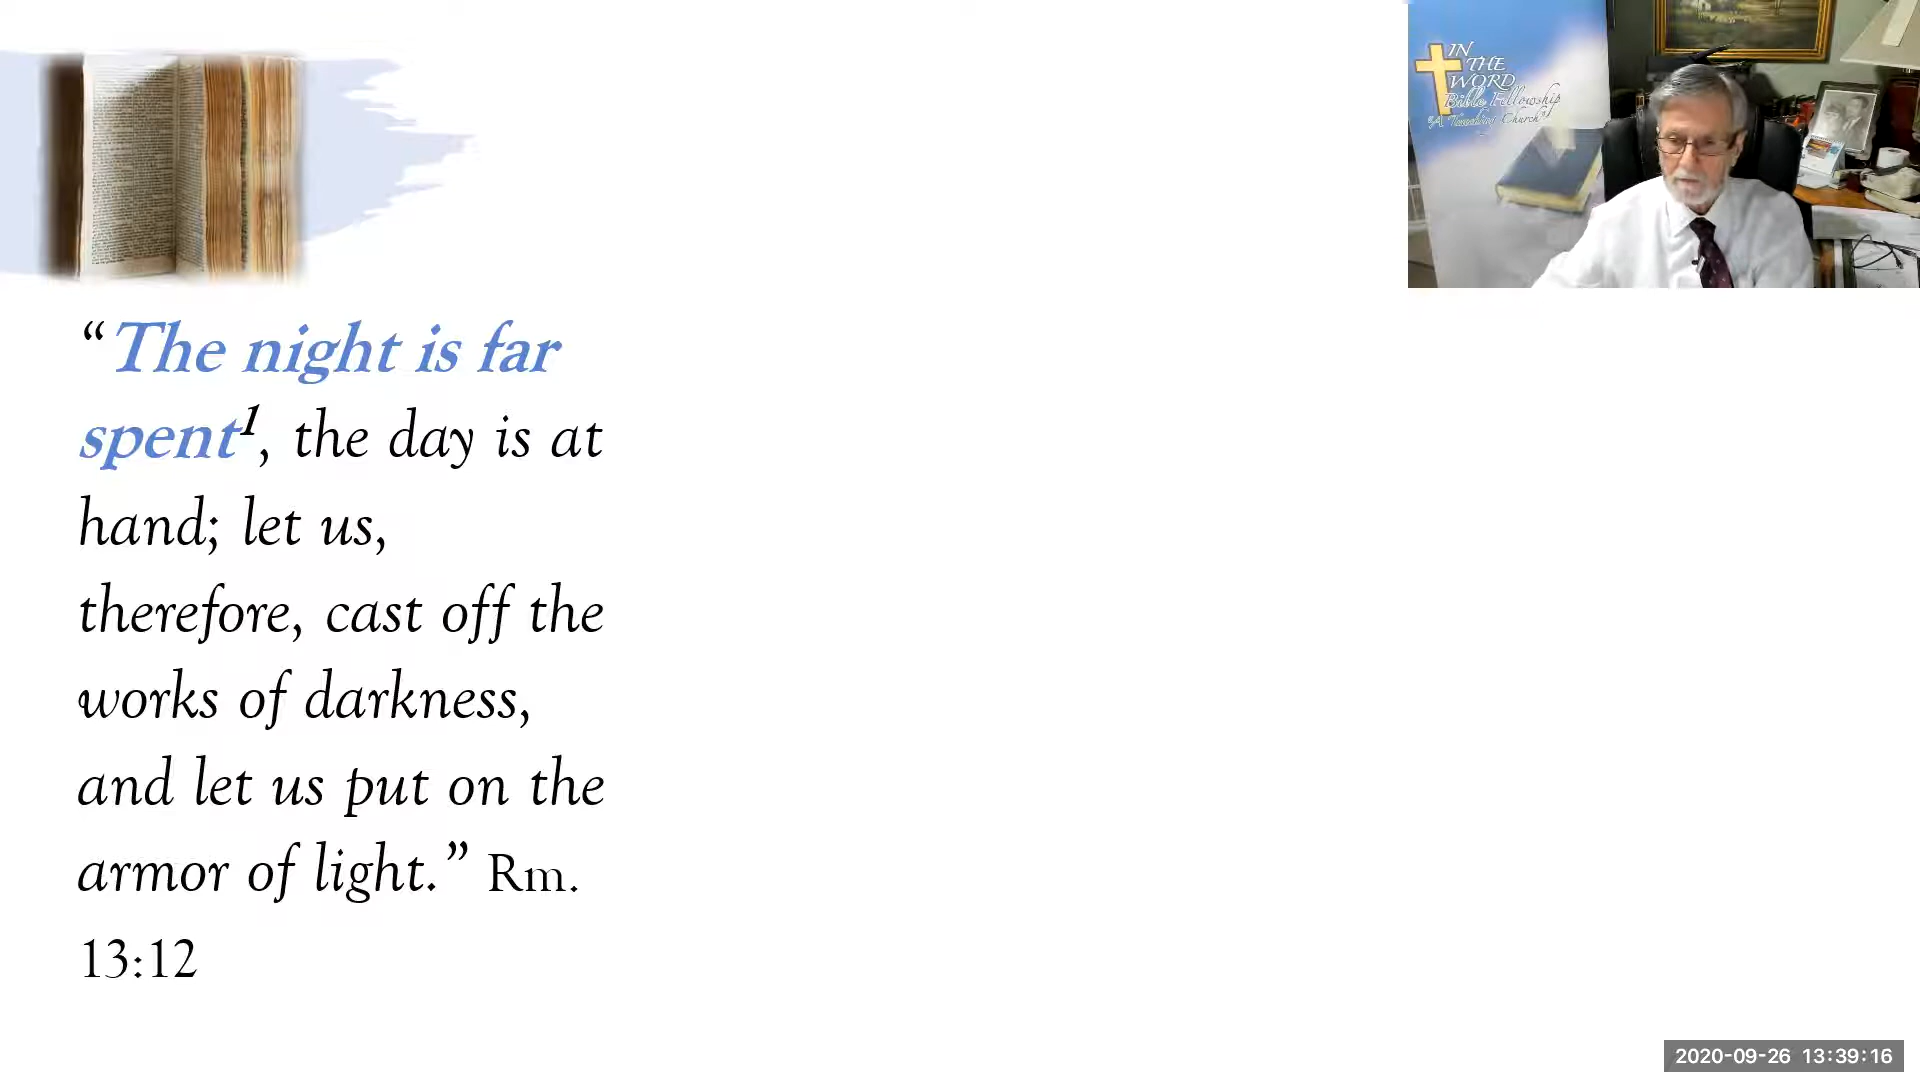 “The night is far
spent1, the day is at
hand; let us,
therefore, cast off the
works of darkness,
and let us put on the
armor of light.” Rm.
13:12
IN
THE
WORD
Bible Fellowship
"A Teaching Church"
2020-09-26 13:39:16